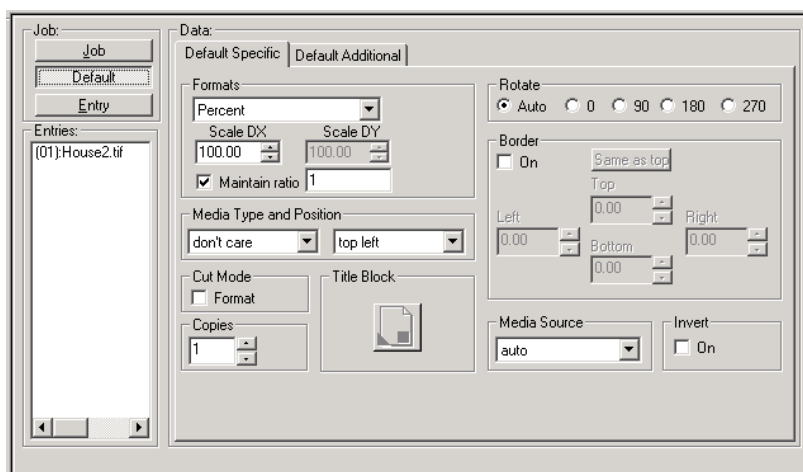 Job:
Job
Default
Entry
Entries:
(01):House2.tif
Data:
Default Specific
Default Additional
Formats
Percent
Scale DX Scale DY
100.00 100.00
Maintain ratio 1
Media Type and Position
don't care top left
Cut Mode
Format
Title Block
Copies
1
Rotate
Auto 0 90 180 270
Border
On Same as top
Top
0.00
Left Right
0.00 0.00
Bottom
0.00
Media Source
auto
Invert
On